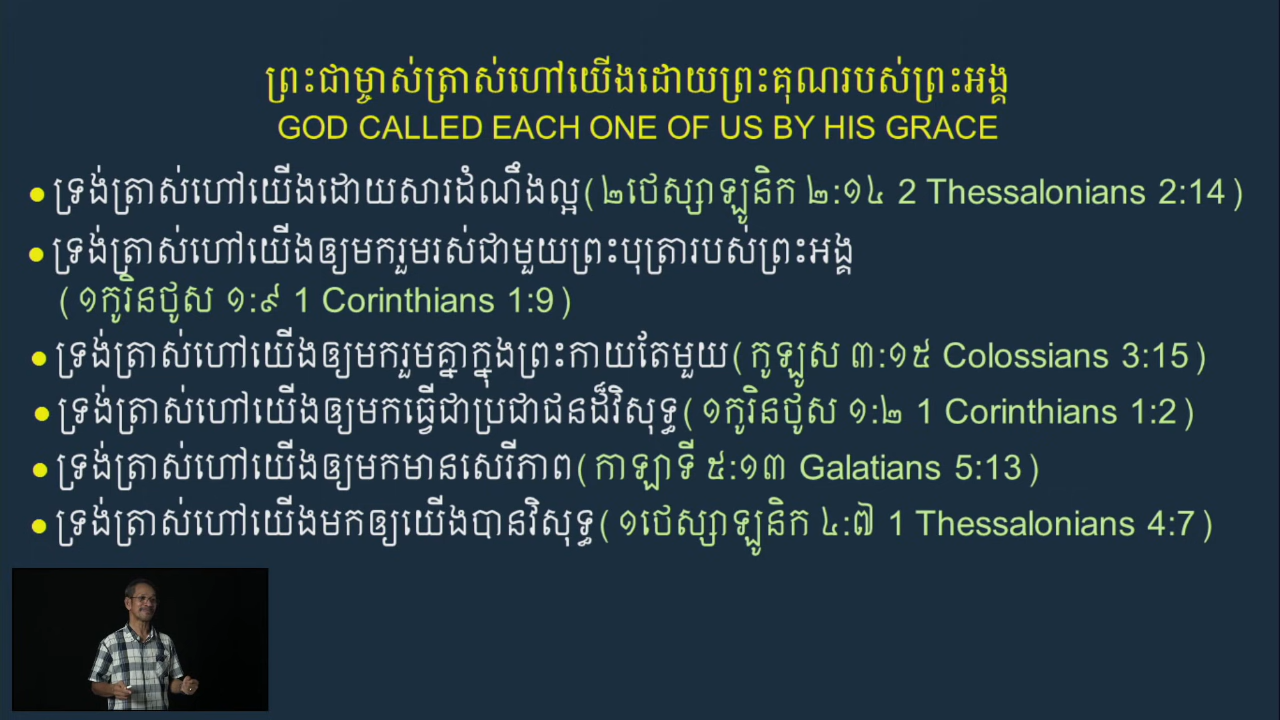 ព្រះជាម្ចាស់ត្រាស់ហៅយើងដោយព្រះគុណរបស់ព្រះអង្គ
GOD CALLED EACH ONE OF US BY HIS GRACE
● ទ្រង់ត្រាស់ហៅយើងដោយសារដំណឹងល្អ(២ថេស្សាឡូនិក ២:១៤ 2 Thessalonians 2:14)
● ទ្រង់ត្រាស់ហៅយើងឲ្យមករួមរស់ជាមួយព្រះបុត្រារបស់ព្រះអង្គ
(១កូរិនថូស ១:៩ 1 Corinthians 1:9)
● ទ្រង់ត្រាស់ហៅយើងឲ្យមករួមគ្នាក្នុងព្រះកាយតែមួយ(កូឡូស ៣:១៥ Colossians 3:15)
● ទ្រង់ត្រាស់ហៅយើងឲ្យមកធ្វើជាប្រជាជនដ៏វិសុទ្ធ(១កូរិនថូស ១:២ 1 Corinthians 1:2)
● ទ្រង់ត្រាស់ហៅយើងឲ្យមកមានសេរីភាព(កាឡាទី ៥:១៣ Galatians 5:13)
● ទ្រង់ត្រាស់ហៅយើងមកឲ្យយើងបានវិសុទ្ធ(១ថេស្សាឡូនិក ៤:៧ 1 Thessalonians 4:7)